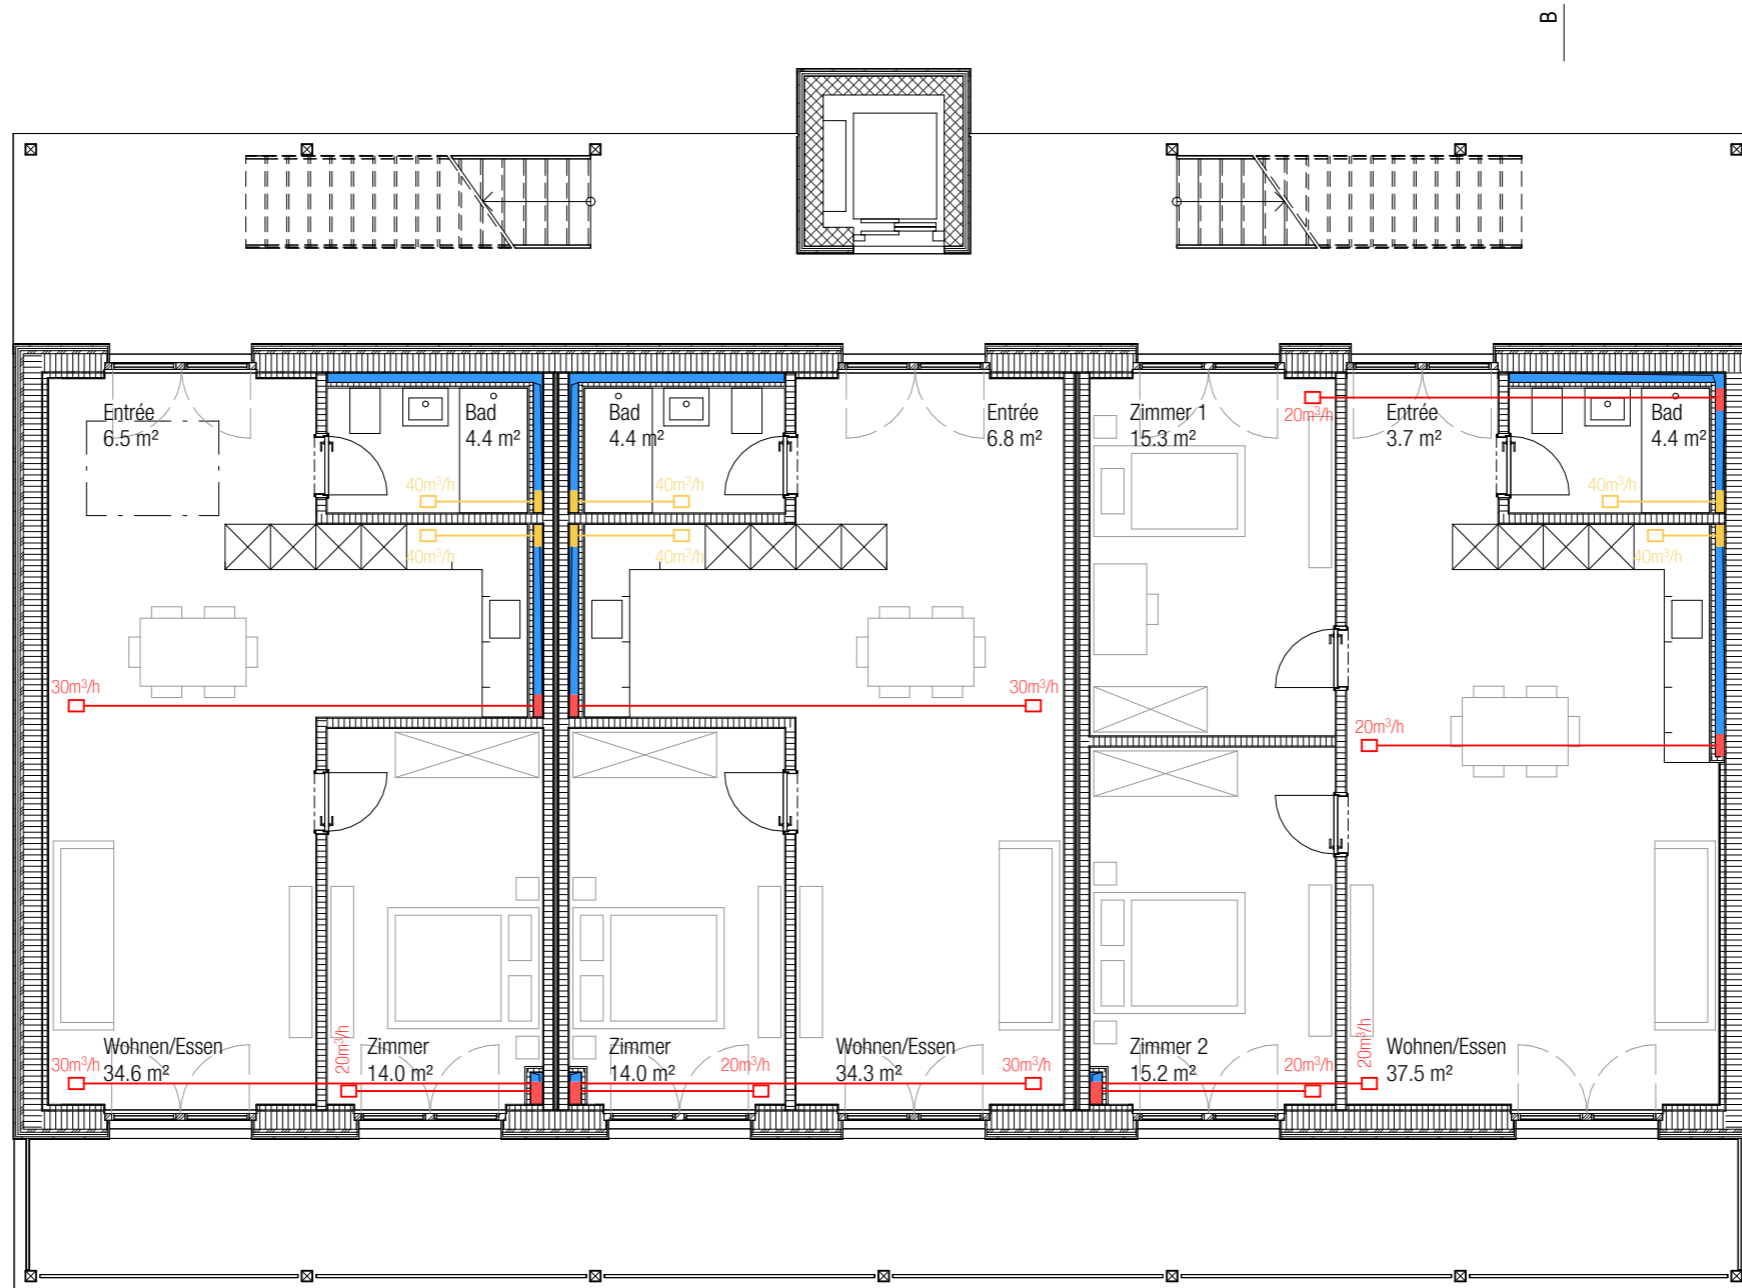 B
Entrée
6.5 m²
Bad
4.4 m²
Bad
4.4 m²
Entrée
6.8 m²
Zimmer 1
15.3 m²
20m³/h
Entrée
3.7 m²
Bad
4.4 m²
40m³/h
40m³/h
40m³/h
40m³/h
40m³/h
40m³/h
30m³/h
30m³/h
20m³/h
Wohnen/Essen
34.6 m²
30m³/h
20m³/h
Zimmer
14.0 m²
Zimmer
14.0 m²
20m³/h
Wohnen/Essen
34.3 m²
30m³/h
Zimmer 2
15.2 m²
20m³/h
20m³/h
Wohnen/Essen
37.5 m²